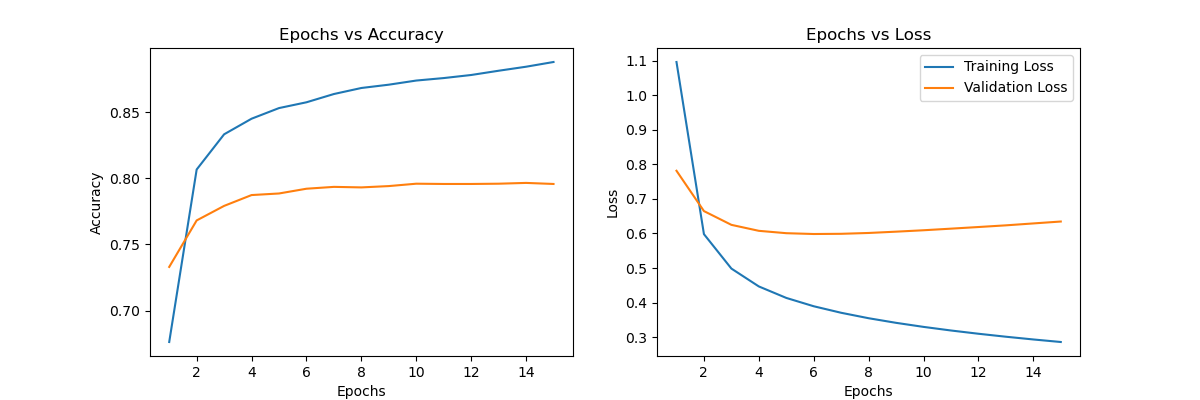 Epochs vs Accuracy
Accuracy
0.85
0.80
0.75
0.70
2 4 6 8 10 12 14
Epochs
Epochs vs Loss
Loss
1.1
1.0
0.9
0.8
0.7
0.6
0.5
0.4
0.3
Training Loss
Validation Loss
2 4 6 8 10 12 14
Epochs